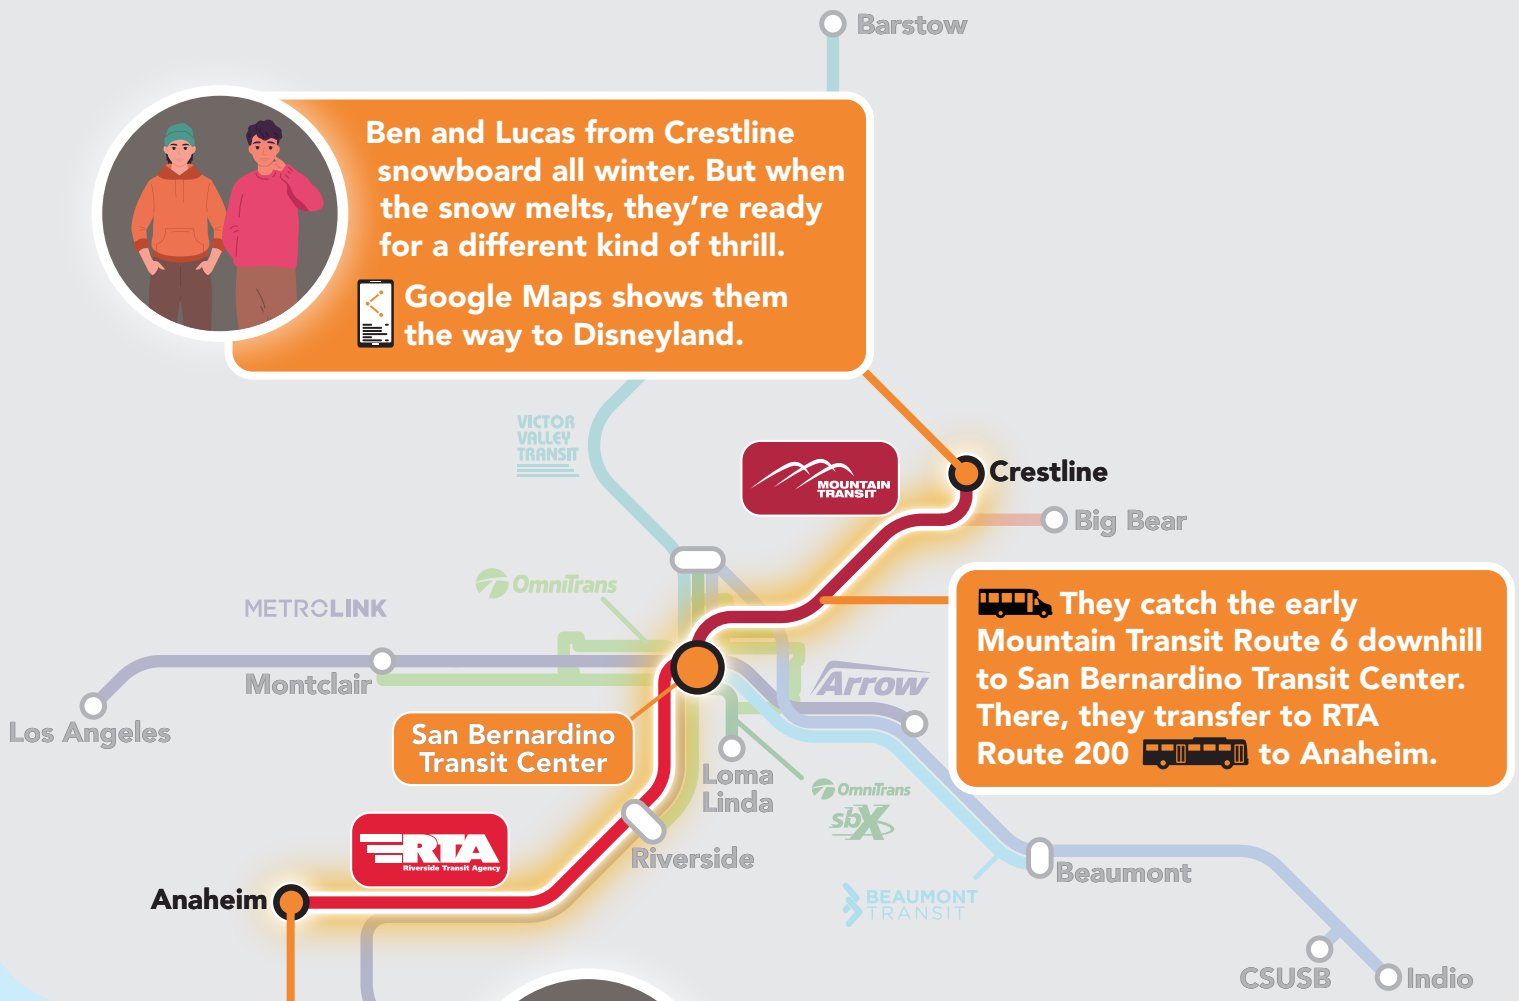 Barstow
Ben and Lucas from Crestline
snowboard all winter. But when
the snow melts, they're ready
for a different kind of thrill.
Google Maps shows them
the way to Disneyland.
VICTOR
VALLEY
TRANSIT
MOUNTAIN
TRANSIT
Crestline
Big Bear
OmniTrans
METROLINK
They catch the early
Mountain Transit Route 6 downhill
to San Bernardino Transit Center.
There, they transfer to RTA
Route 200 to Anaheim.
Montclair
Arrow
Los Angeles
San Bernardino
Transit Center
Loma
Linda
OmniTrans
sbX
RTA
Riverside Transit Agency
Riverside
Beaumont
Anaheim
BEAUMONT
TRANSIT
CSUSB
Indio